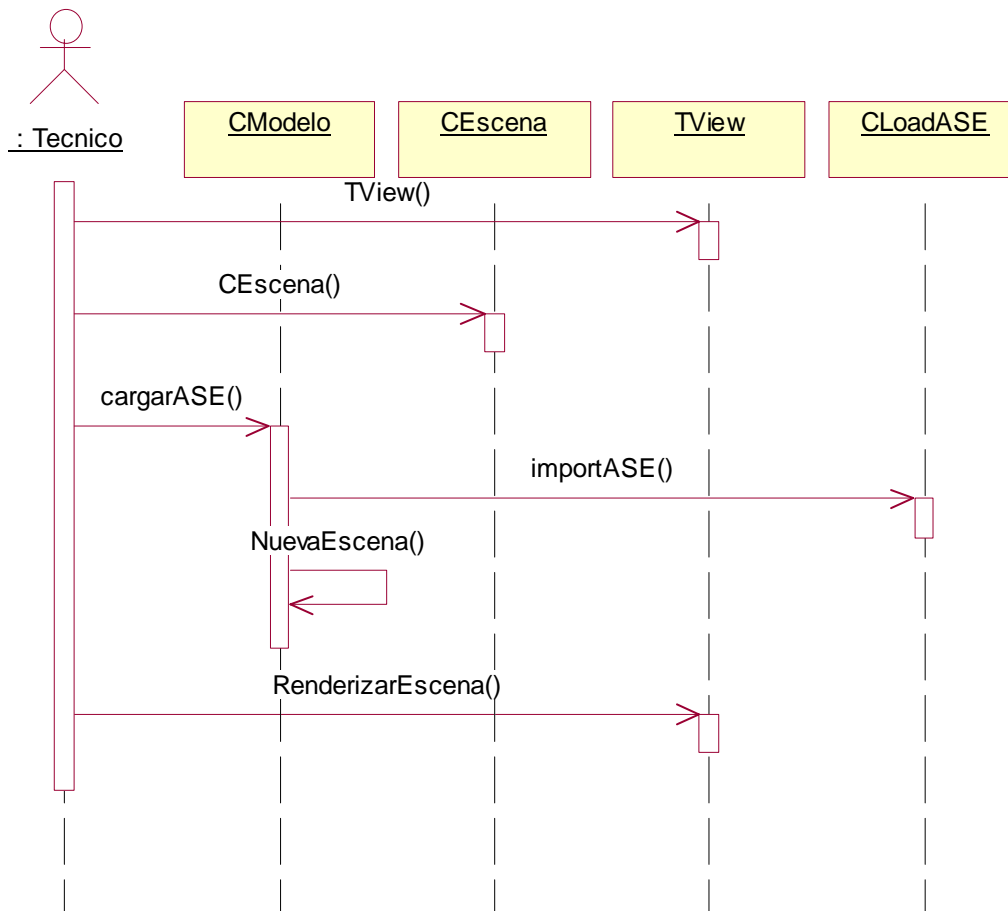 : Tecnico
CModelo
CEscena
TView
CLoadASE
TView()
CEscena()
cargarASE()
importASE()
NuevaEscena()
RenderizarEscena()